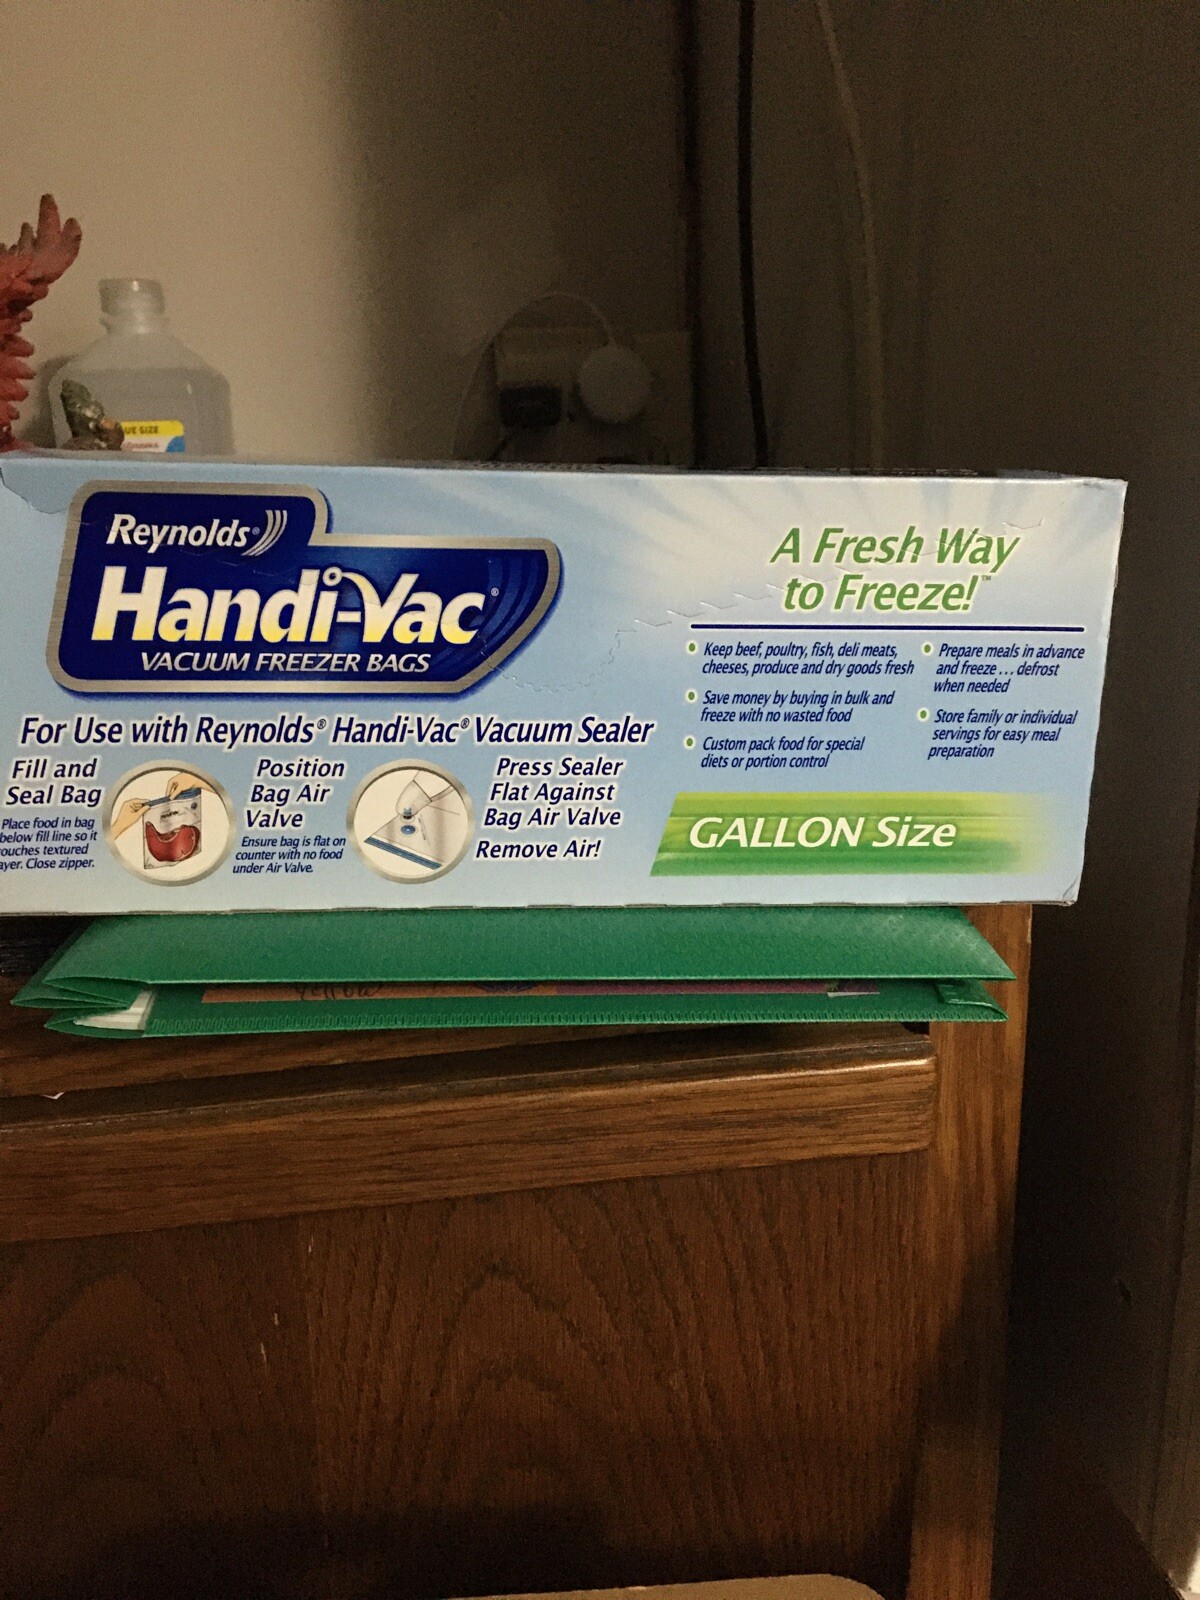 UE SIZE
Reynolds®
Handi-Vac®
VACUUM FREEZER BAGS
For Use with Reynolds® Handi-Vac® Vacuum Sealer
Fill and
Seal Bag
Place food in bag
below fill line so it
ouches textured
ayer. Close zipper.
Position
Bag Air
Valve
Ensure bag is flat on
counter with no food
under Air Valve.
Press Sealer
Flat Against
Bag Air Valve
Remove Air!
A Fresh Way
to Freeze!™
• Keep beef, poultry, fish, deli meats,
cheeses, produce and dry goods fresh
• Save money by buying in bulk and
freeze with no wasted food
• Custom pack food for special
diets or portion control
• Prepare meals in advance
and freeze ... defrost
when needed
• Store family or individual
servings for easy meal
preparation
GALLON Size
yellow